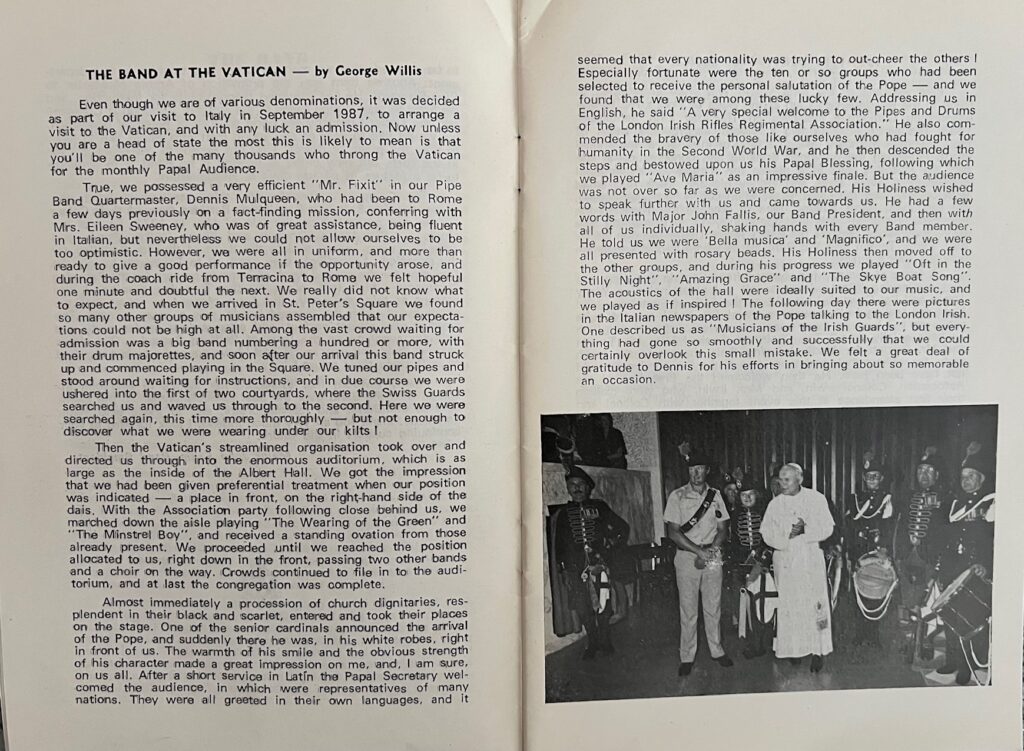 THE BAND AT THE VATICAN — by George Willis
Even though we are of various denominations, it was decided
as part of our visit to Italy in September 1987, to arrange a
visit to the Vatican, and with any luck an admission. Now unless
you are a head of state the most this is likely to mean is that
you'll be one of the many thousands who throng the Vatican
for the monthly Papal Audience.
True, we possessed a very efficient "Mr. Fixit" in our Pipe
Band Quartermaster, Dennis Mulqueen, who had been to Rome
a few days previously on a fact-finding mission, conferring with
Mrs. Eileen Sweeney, who was of great assistance, being fluent
in Italian, but nevertheless we could not allow ourselves to be
too optimistic. However, we were all in uniform, and more than
ready to give a good performance if the opportunity arose, and
during the coach ride from Terracina to Rome we felt hopeful
one minute and doubtful the next. We really did not know what
to expect, and when we arrived in St. Peter's Square we found
so many other groups of musicians assembled that our expecta-
tions could not be high at all. Among the vast crowd waiting for
admission was a big band numbering a hundred or more, with
their drum majorettes, and soon after our arrival this band struck
up and commenced playing in the Square. We tuned our pipes and
stood around waiting for instructions, and in due course we were
ushered into the first of two courtyards, where the Swiss Guards
searched us and waved us through to the second. Here we were
searched again, this time more thoroughly — but not enough to
discover what we were wearing under our kilts !
Then the Vatican's streamlined organisation took over and
directed us through into the enormous auditorium, which is as
large as the inside of the Albert Hall. We got the impression
that we had been given preferential treatment when our position
was indicated — a place in front, on the right-hand side of the
dais. With the Association party following close behind us, we
marched down the aisle playing "The Wearing of the Green" and
"The Minstrel Boy", and received a standing ovation from those
already present. We proceeded until we reached the position
allocated to us, right down in the front, passing two other bands
and a choir on the way. Crowds continued to file in to the audi-
torium, and at last the congregation was complete.
Almost immediately a procession of church dignitaries, res-
plendent in their black and scarlet, entered and took their places
on the stage. One of the senior cardinals announced the arrival
of the Pope, and suddenly there he was, in his white robes, right
in front of us. The warmth of his smile and the obvious strength
of his character made a great impression on me, and, I am sure,
on us all. After a short service in Latin the Papal Secretary wel-
comed the audience, in which were representatives of many
nations. They were all greeted in their own languages, and it
seemed that every nationality was trying to out-cheer the others !
Especially fortunate were the ten or so groups who had been
selected to receive the personal salutation of the Pope — and we
found that we were among these lucky few. Addressing us in
English, he said "A very special welcome to the Pipes and Drums
of the London Irish Rifles Regimental Association." He also com-
mended the bravery of those like ourselves who had fought for
humanity in the Second World War, and he then descended the
steps and bestowed upon us his Papal Blessing, following which
we played "Ave Maria" as an impressive finale. But the audience
was not over so far as we were concerned. His Holiness wished
to speak further with us and came towards us. He had a few
words with Major John Fallis, our Band President, and then with
all of us individually, shaking hands with every Band member.
He told us we were 'Bella musica' and 'Magnifico', and we were
all presented with rosary beads. His Holiness then moved off to
the other groups, and during his progress we played "Oft in the
Stilly Night", "Amazing Grace" and "The Skye Boat Song".
The acoustics of the hall were ideally suited to our music, and
we played as if inspired ! The following day there were pictures
in the Italian newspapers of the Pope talking to the London Irish.
One described us as "Musicians of the Irish Guards", but every-
thing had gone so smoothly and successfully that we could
certainly overlook this small mistake. We felt a great deal of
gratitude to Dennis for his efforts in bringing about so memorable
an occasion.